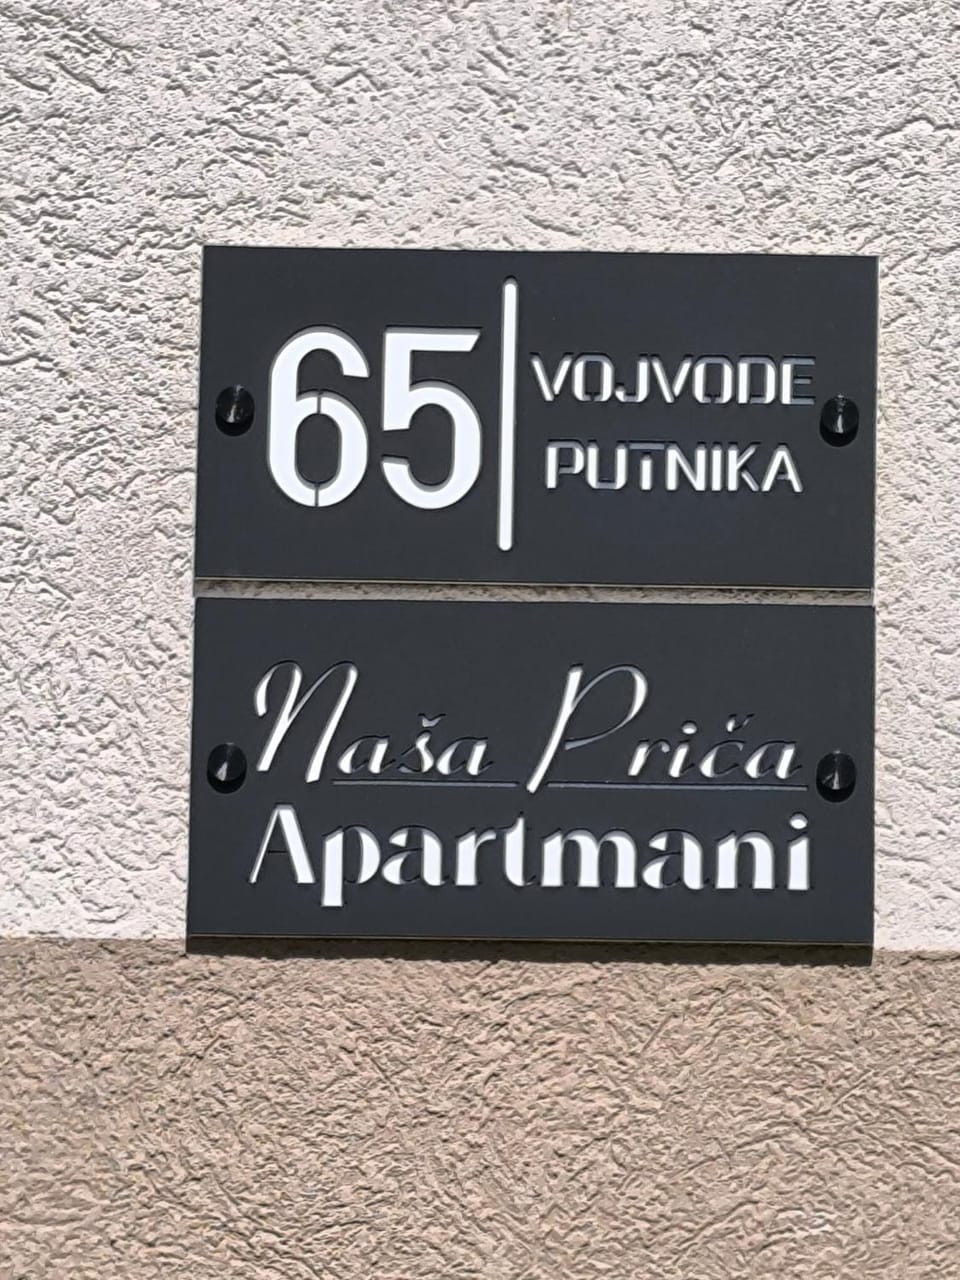 65
VOJVODE
PUTNIKA
Naša Priča
Apartmani